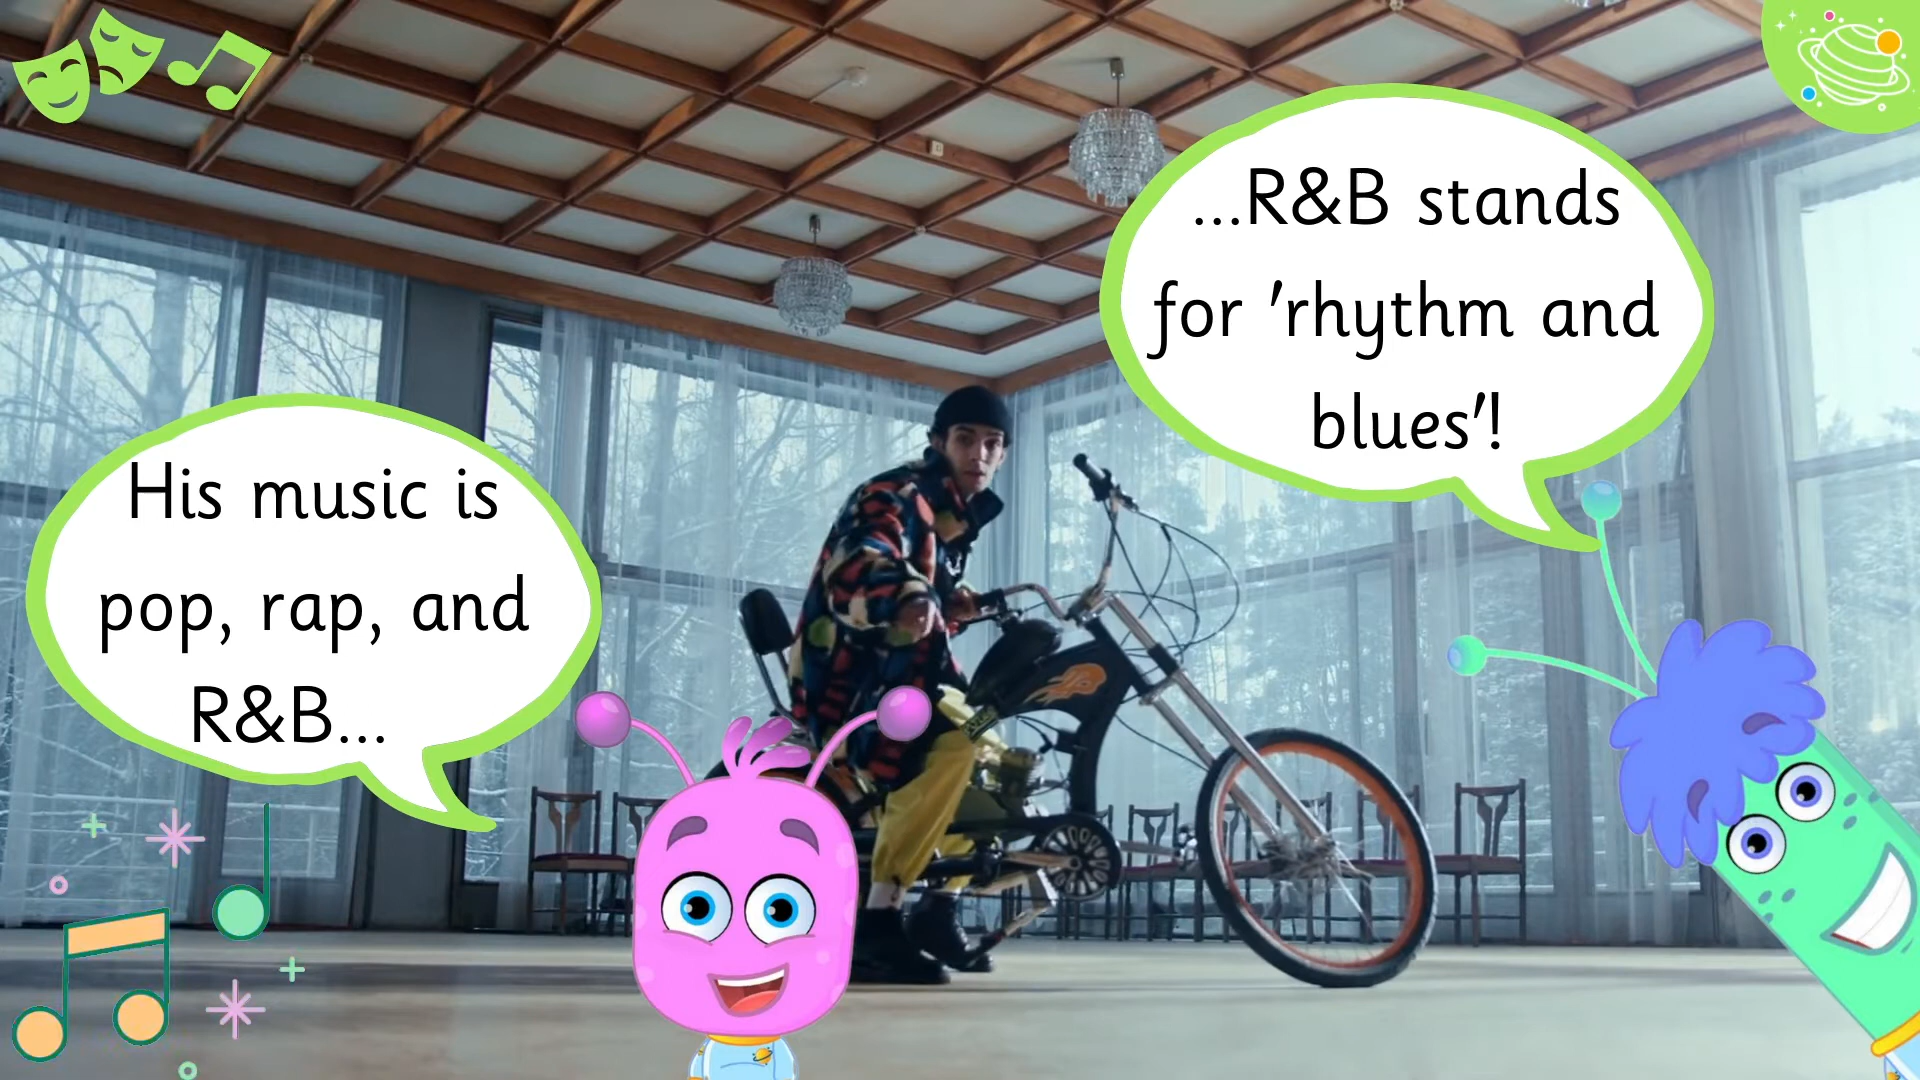 His music is
pop, rap, and
R&B...
...R&B stands
for 'rhythm and
blues'!